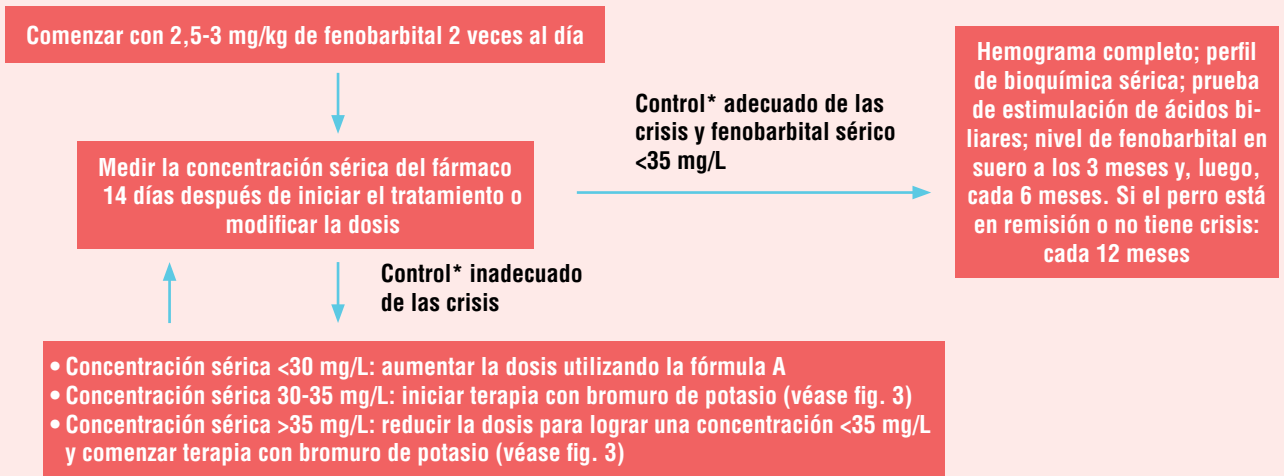 Comenzar con 2,5-3 mg/kg de fenobarbital 2 veces al día
Medir la concentración sérica del fármaco
14 días después de iniciar el tratamiento o
modificar la dosis
Control* adecuado de las
crisis y fenobarbital sérico
<35 mg/L
Hemograma completo; perfil
de bioquímica sérica; prueba
de estimulación de ácidos bi-
liares; nivel de fenobarbital en
suero a los 3 meses y, luego,
cada 6 meses. Si el perro está
en remisión o no tiene crisis:
cada 12 meses
Control* inadecuado
de las crisis
• Concentración sérica <30 mg/L: aumentar la dosis utilizando la fórmula A
• Concentración sérica 30-35 mg/L: iniciar terapia con bromuro de potasio (véase fig. 3)
• Concentración sérica >35 mg/L: reducir la dosis para lograr una concentración <35 mg/L
y comenzar terapia con bromuro de potasio (véase fig. 3)